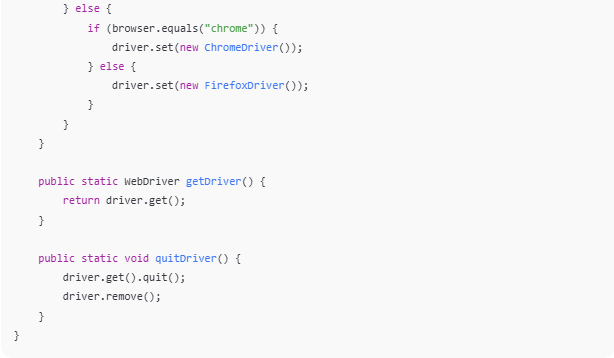 } else {
            if (browser.equals("chrome")) {
                driver.set(new ChromeDriver());
            } else {
                driver.set(new FirefoxDriver());
            }
        }
    }

    public static WebDriver getDriver() {
        return driver.get();
    }

    public static void quitDriver() {
        driver.get().quit();
        driver.remove();
    }
}